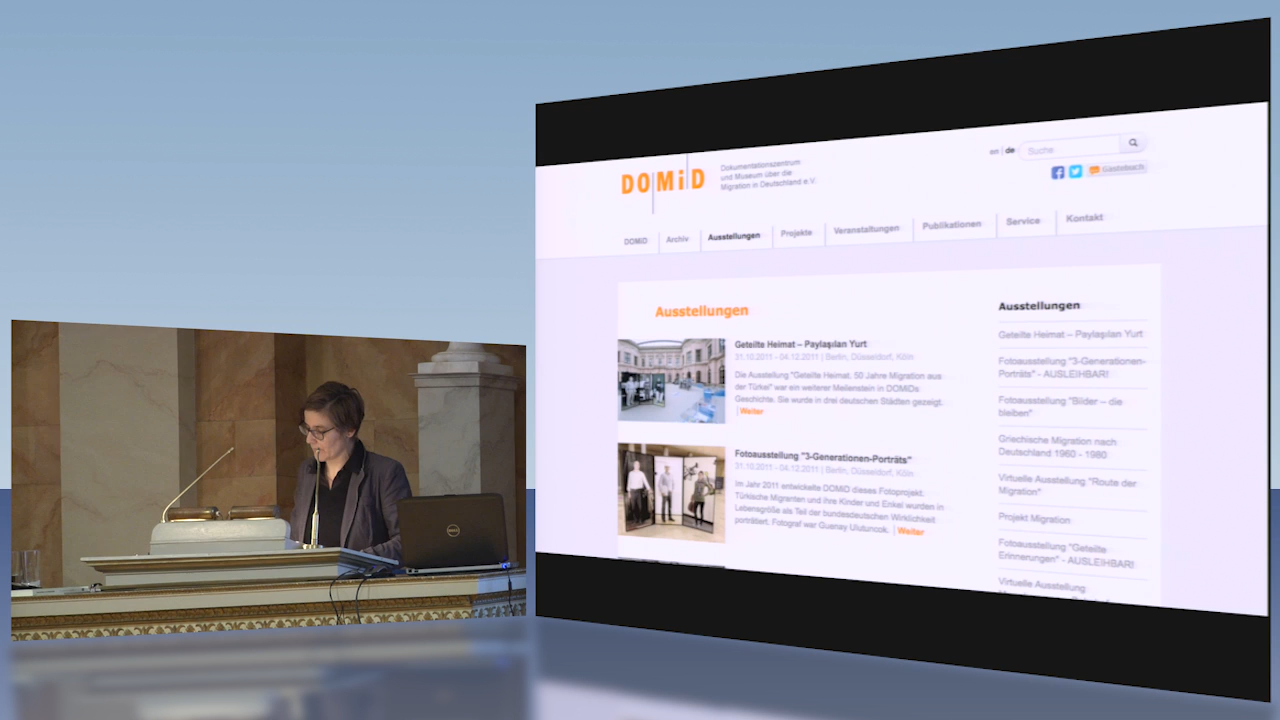 DOMiD
Dokumentationszentrum
und Museum über die
Migration in Deutschland e.V.
en | de
Suche
Gästebuch
DOMiD
Archiv
Ausstellungen
Projekte
Veranstaltungen
Publikationen
Service
Kontakt
Ausstellungen
Geteilte Heimat – Paylaşılan Yurt
31.10.2011 - 04.12.2011 | Berlin, Düsseldorf, Köln
Die Ausstellung "Geteilte Heimat. 50 Jahre Migration aus
der Türkei" war ein weiterer Meilenstein in DOMiDs
Geschichte. Sie wurde in drei deutschen Städten gezeigt.
| Weiter
Fotoausstellung "3-Generationen-Porträts"
31.10.2011 - 04.12.2011 | Berlin, Düsseldorf, Köln
Im Jahr 2011 entwickelte DOMiD dieses Fotoprojekt.
Türkische Migranten und ihre Kinder und Enkel wurden in
Lebensgröße als Teil der bundesdeutschen Wirklichkeit
porträtiert. Fotograf war Guenay Ulutuncok. | Weiter
Ausstellungen
Geteilte Heimat – Paylaşılan Yurt
Fotoausstellung "3-Generationen-
Porträts" - AUSLEIHBAR!
Fotoausstellung "Bilder – die
bleiben"
Griechische Migration nach
Deutschland 1960 - 1980
Virtuelle Ausstellung "Route der
Migration"
Projekt Migration
Fotoausstellung "Geteilte
Erinnerungen" - AUSLEIHBAR!
Virtuelle Ausstellung
DELL